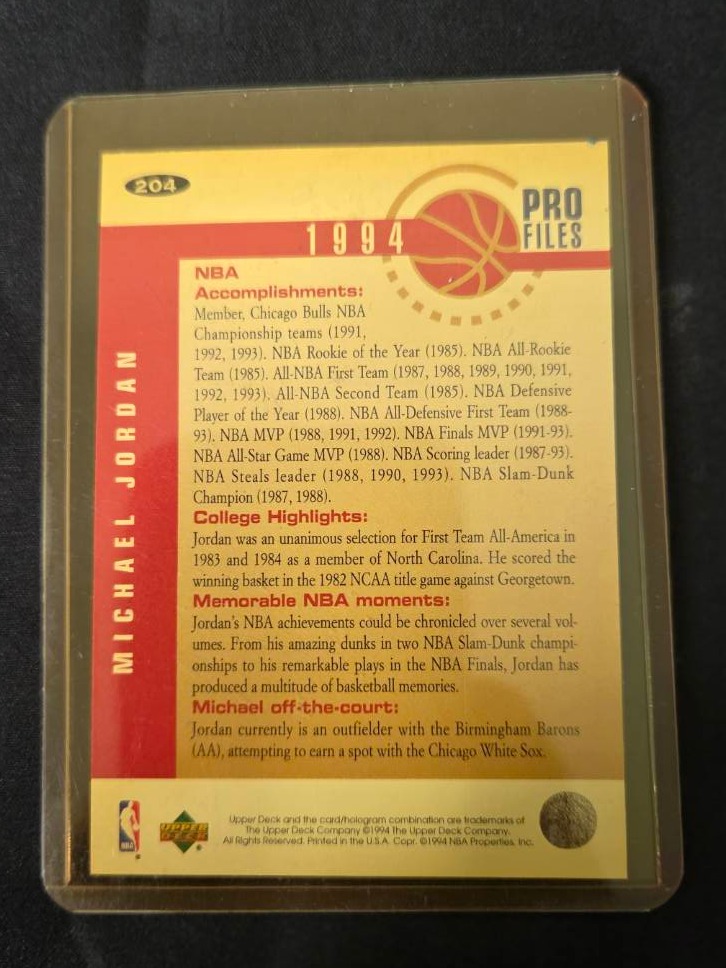 204
PRO
FILES
1994
MICHAEL JORDAN
NBA
Accomplishments:
Member, Chicago Bulls NBA
Championship teams (1991,
1992, 1993). NBA Rookie of the Year (1985). NBA All-Rookie
Team (1985). All-NBA First Team (1987, 1988, 1989, 1990, 1991,
1992, 1993). All-NBA Second Team (1985). NBA Defensive
Player of the Year (1988). NBA All-Defensive First Team (1988-
93). NBA MVP (1988, 1991, 1992). NBA Finals MVP (1991-93).
NBA All-Star Game MVP (1988). NBA Scoring leader (1987-93).
NBA Steals leader (1988, 1990, 1993). NBA Slam-Dunk
Champion (1987, 1988).
College Highlights:
Jordan was an unanimous selection for First Team All-America in
1983 and 1984 as a member of North Carolina. He scored the
winning basket in the 1982 NCAA title game against Georgetown.
Memorable NBA moments:
Jordan's NBA achievements could be chronicled over several vol-
umes. From his amazing dunks in two NBA Slam-Dunk champi-
onships to his remarkable plays in the NBA Finals, Jordan has
produced a multitude of basketball memories.
Michael off-the-court:
Jordan currently is an outfielder with the Birmingham Barons
(AA), attempting to earn a spot with the Chicago White Sox.
NBA
UPPER
DECK
Upper Deck and the card/hologram combination are trademarks of
The Upper Deck Company ©1994 The Upper Deck Company.
All Rights Reserved. Printed in the U.S.A. Copr. ©1994 NBA Properties, Inc.